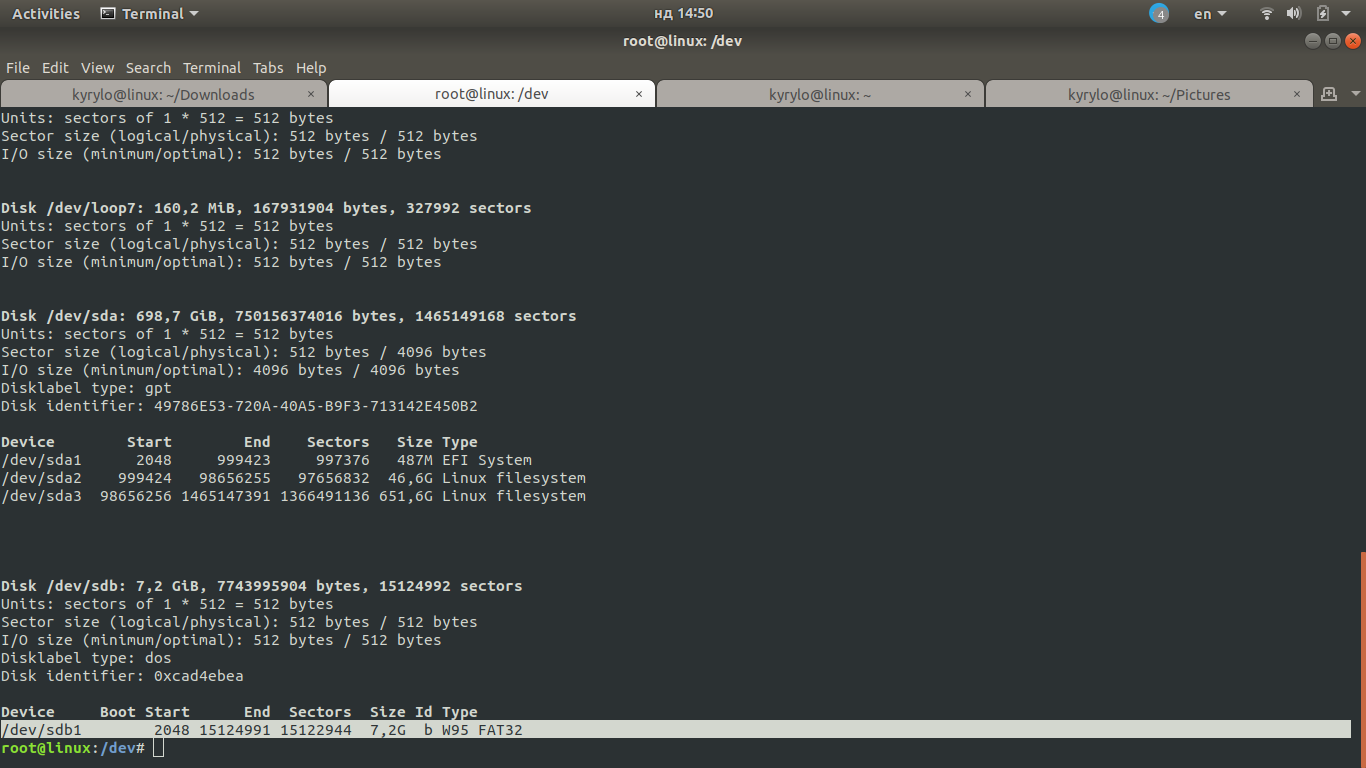 Activities Terminal нд 14:50 4 en
root@linux: /dev
File Edit View Search Terminal Tabs Help
kyrylo@linux: ~/Downloads × root@linux: /dev × kyrylo@linux: ~ × kyrylo@linux: ~/Pictures ×
Units: sectors of 1 * 512 = 512 bytes
Sector size (logical/physical): 512 bytes / 512 bytes
I/O size (minimum/optimal): 512 bytes / 512 bytes
Disk /dev/loop7: 160,2 MiB, 167931904 bytes, 327992 sectors
Units: sectors of 1 * 512 = 512 bytes
Sector size (logical/physical): 512 bytes / 512 bytes
I/O size (minimum/optimal): 512 bytes / 512 bytes
Disk /dev/sda: 698,7 GiB, 750156374016 bytes, 1465149168 sectors
Units: sectors of 1 * 512 = 512 bytes
Sector size (logical/physical): 512 bytes / 4096 bytes
I/O size (minimum/optimal): 4096 bytes / 4096 bytes
Disklabel type: gpt
Disk identifier: 49786E53-720A-40A5-B9F3-713142E450B2
Device Start End Sectors Size Type
/dev/sda1 2048 999423 997376 487M EFI System
/dev/sda2 999424 98656255 97656832 46,6G Linux filesystem
/dev/sda3 98656256 1465147391 1366491136 651,6G Linux filesystem
Disk /dev/sdb: 7,2 GiB, 7743995904 bytes, 15124992 sectors
Units: sectors of 1 * 512 = 512 bytes
Sector size (logical/physical): 512 bytes / 512 bytes
I/O size (minimum/optimal): 512 bytes / 512 bytes
Disklabel type: dos
Disk identifier: 0xcad4ebea
Device Boot Start End Sectors Size Id Type
/dev/sdb1 2048 15124991 15122944 7,2G b W95 FAT32
root@linux:/dev#